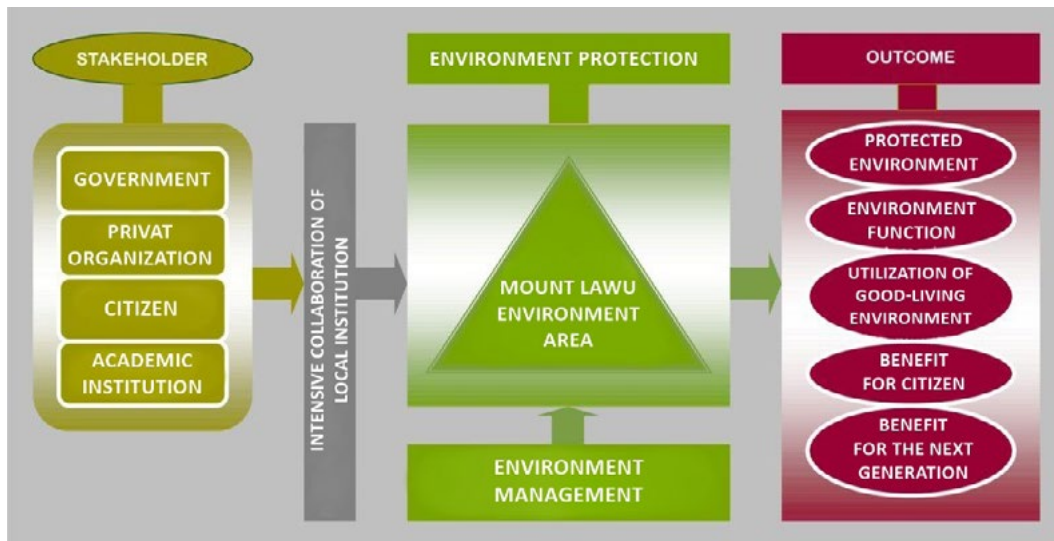 STAKEHOLDER
GOVERNMENT
PRIVAT
ORGANIZATION
CITIZEN
ACADEMIC
INSTITUTION
INTENSIVE COLLABORATION OF
LOCAL INSTITUTION
ENVIRONMENT PROTECTION
MOUNT LAWU
ENVIRONMENT
AREA
ENVIRONMENT
MANAGEMENT
OUTCOME
PROTECTED
ENVIRONMENT
ENVIRONMENT
FUNCTION
UTILIZATION OF
GOOD-LIVING
ENVIRONMENT
BENEFIT
FOR CITIZEN
BENEFIT
FOR THE NEXT
GENERATION